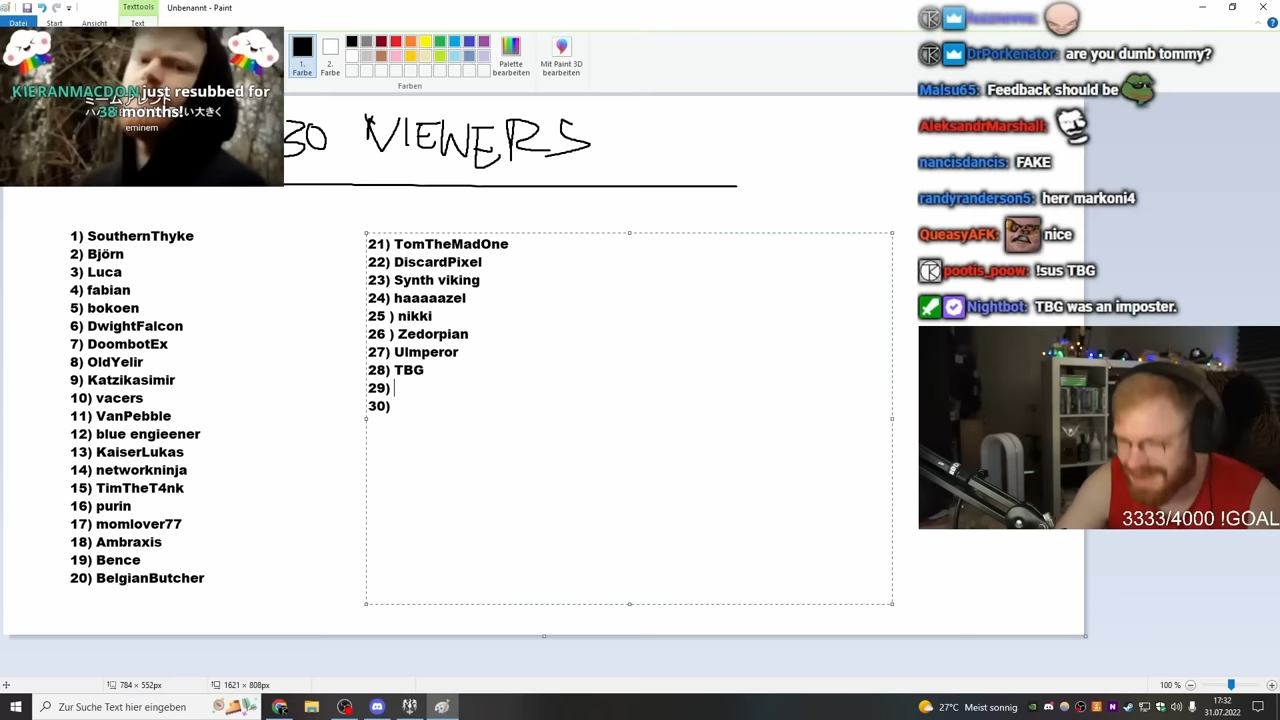 Texttools
Unbenannt - Paint
Datei
Start
Ansicht
Text
1.
Farbe
2.
Farbe
Palette
bearbeiten
Mit Paint 3D
bearbeiten
Farben
KIERANMACDON just resubbed for
38 months!
eminem
30 VIEWERS
1) SouthernThyke
2) Björn
3) Luca
4) fabian
5) bokoen
6) DwightFalcon
7) DoombotEx
8) OldYelir
9) Katzikasimir
10) vacers
11) VanPebble
12) blue engieener
13) KaiserLukas
14) networkninja
15) TimTheT4nk
16) purin
17) momlover77
18) Ambraxis
19) Bence
20) BelgianButcher
21) TomTheMadOne
22) DiscardPixel
23) Synth viking
24) haaaaazel
25 ) nikki
26 ) Zedorpian
27) Ulmperor
28) TBG
29)
30)
DrPorkenator: are you dumb tommy?
Malsu65: Feedback should be
AleksandrMarshall:
nancisdancis: FAKE
randyranderson5: herr markoni4
QueasyAFK: nice
pootis_poow: !sus TBG
Nightbot: TBG was an imposter.
3333/4000 !GOAL
784 × 552px
1621 × 808px
100 %
Zur Suche Text hier eingeben
27°C Meist sonnig
17:32
31.07.2022